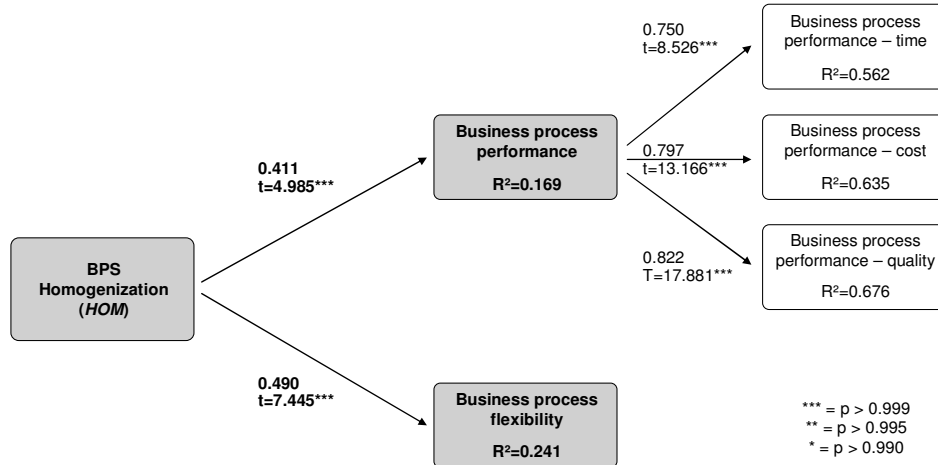 0.750
t=8.526***
Business process
performance – time
R²=0.562
0.411
t=4.985***
Business process
performance
R²=0.169
0.797
t=13.166***
Business process
performance – cost
R²=0.635
BPS
Homogenization
(HOM)
0.822
T=17.881***
Business process
performance – quality
R²=0.676
0.490
t=7.445***
Business process
flexibility
R²=0.241
*** = p > 0.999
** = p > 0.995
* = p > 0.990